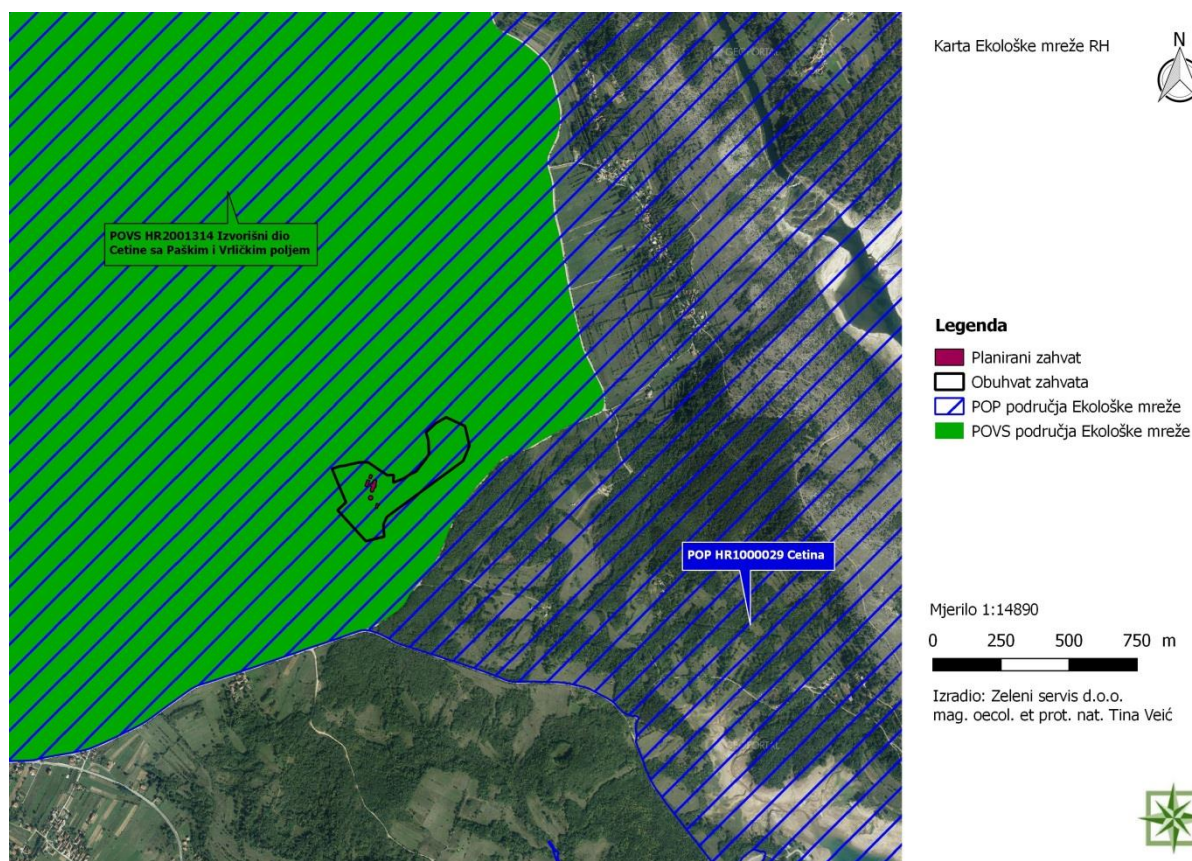 Karta Ekološke mreže RH
N
GEOPORTAL
POVS HR2001314 Izvorišni dio
Cetine sa Paškim i Vrličkim poljem
Legenda
Planirani zahvat
Obuhvat zahvata
POP područja Ekološke mreže
POVS područja Ekološke mreže
POP HR1000029 Cetina
Mjerilo 1:14890
0 250 500 750 m
Izradio: Zeleni servis d.o.o.
mag. oecol. et prot. nat. Tina Veić